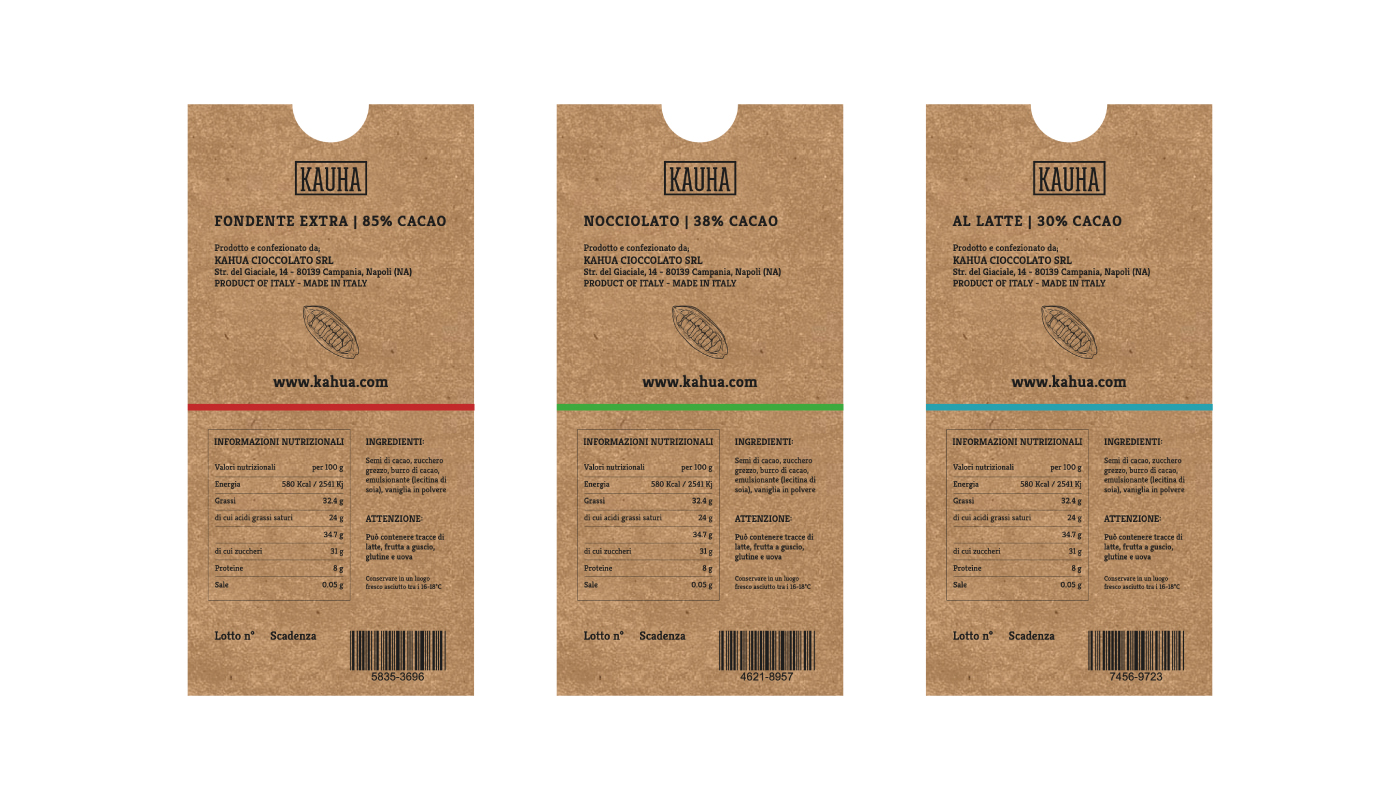 KAUHA
FONDENTE EXTRA | 85% CACAO
Prodotto e confezionato da;
KAHUA CIOCCOLATO SRL
Str. del Giaciale, 14 - 80139 Campania, Napoli (NA)
PRODUCT OF ITALY - MADE IN ITALY
www.kahua.com
INFORMAZIONI NUTRIZIONALI
Valori nutrizionali per 100 g
Energia 580 Kcal / 2541 Kj
Grassi 32.4 g
di cui acidi grassi saturi 24 g
34.7 g
di cui zuccheri 31 g
Proteine 8 g
Sale 0.05 g
INGREDIENTI:
Semi di cacao, zucchero
grezzo, burro di cacao,
emulsionante (lecitina di
soia), vaniglia in polvere
ATTENZIONE:
Puó contenere tracce di
latte, frutta a guscio,
glutine e uova
Conservare in un luogo
fresco asciutto tra i 16-18°C
Lotto n° Scadenza
5835-3696
KAUHA
NOCCIOLATO | 38% CACAO
Prodotto e confezionato da;
KAHUA CIOCCOLATO SRL
Str. del Giaciale, 14 - 80139 Campania, Napoli (NA)
PRODUCT OF ITALY - MADE IN ITALY
www.kahua.com
INFORMAZIONI NUTRIZIONALI
Valori nutrizionali per 100 g
Energia 580 Kcal / 2541 Kj
Grassi 32.4 g
di cui acidi grassi saturi 24 g
34.7 g
di cui zuccheri 31 g
Proteine 8 g
Sale 0.05 g
INGREDIENTI:
Semi di cacao, zucchero
grezzo, burro di cacao,
emulsionante (lecitina di
soia), vaniglia in polvere
ATTENZIONE:
Puó contenere tracce di
latte, frutta a guscio,
glutine e uova
Conservare in un luogo
fresco asciutto tra i 16-18°C
Lotto n° Scadenza
4621-8957
KAUHA
AL LATTE | 30% CACAO
Prodotto e confezionato da;
KAHUA CIOCCOLATO SRL
Str. del Giaciale, 14 - 80139 Campania, Napoli (NA)
PRODUCT OF ITALY - MADE IN ITALY
www.kahua.com
INFORMAZIONI NUTRIZIONALI
Valori nutrizionali per 100 g
Energia 580 Kcal / 2541 Kj
Grassi 32.4 g
di cui acidi grassi saturi 24 g
34.7 g
di cui zuccheri 31 g
Proteine 8 g
Sale 0.05 g
INGREDIENTI:
Semi di cacao, zucchero
grezzo, burro di cacao,
emulsionante (lecitina di
soia), vaniglia in polvere
ATTENZIONE:
Puó contenere tracce di
latte, frutta a guscio,
glutine e uova
Conservare in un luogo
fresco asciutto tra i 16-18°C
Lotto n° Scadenza
7456-9723